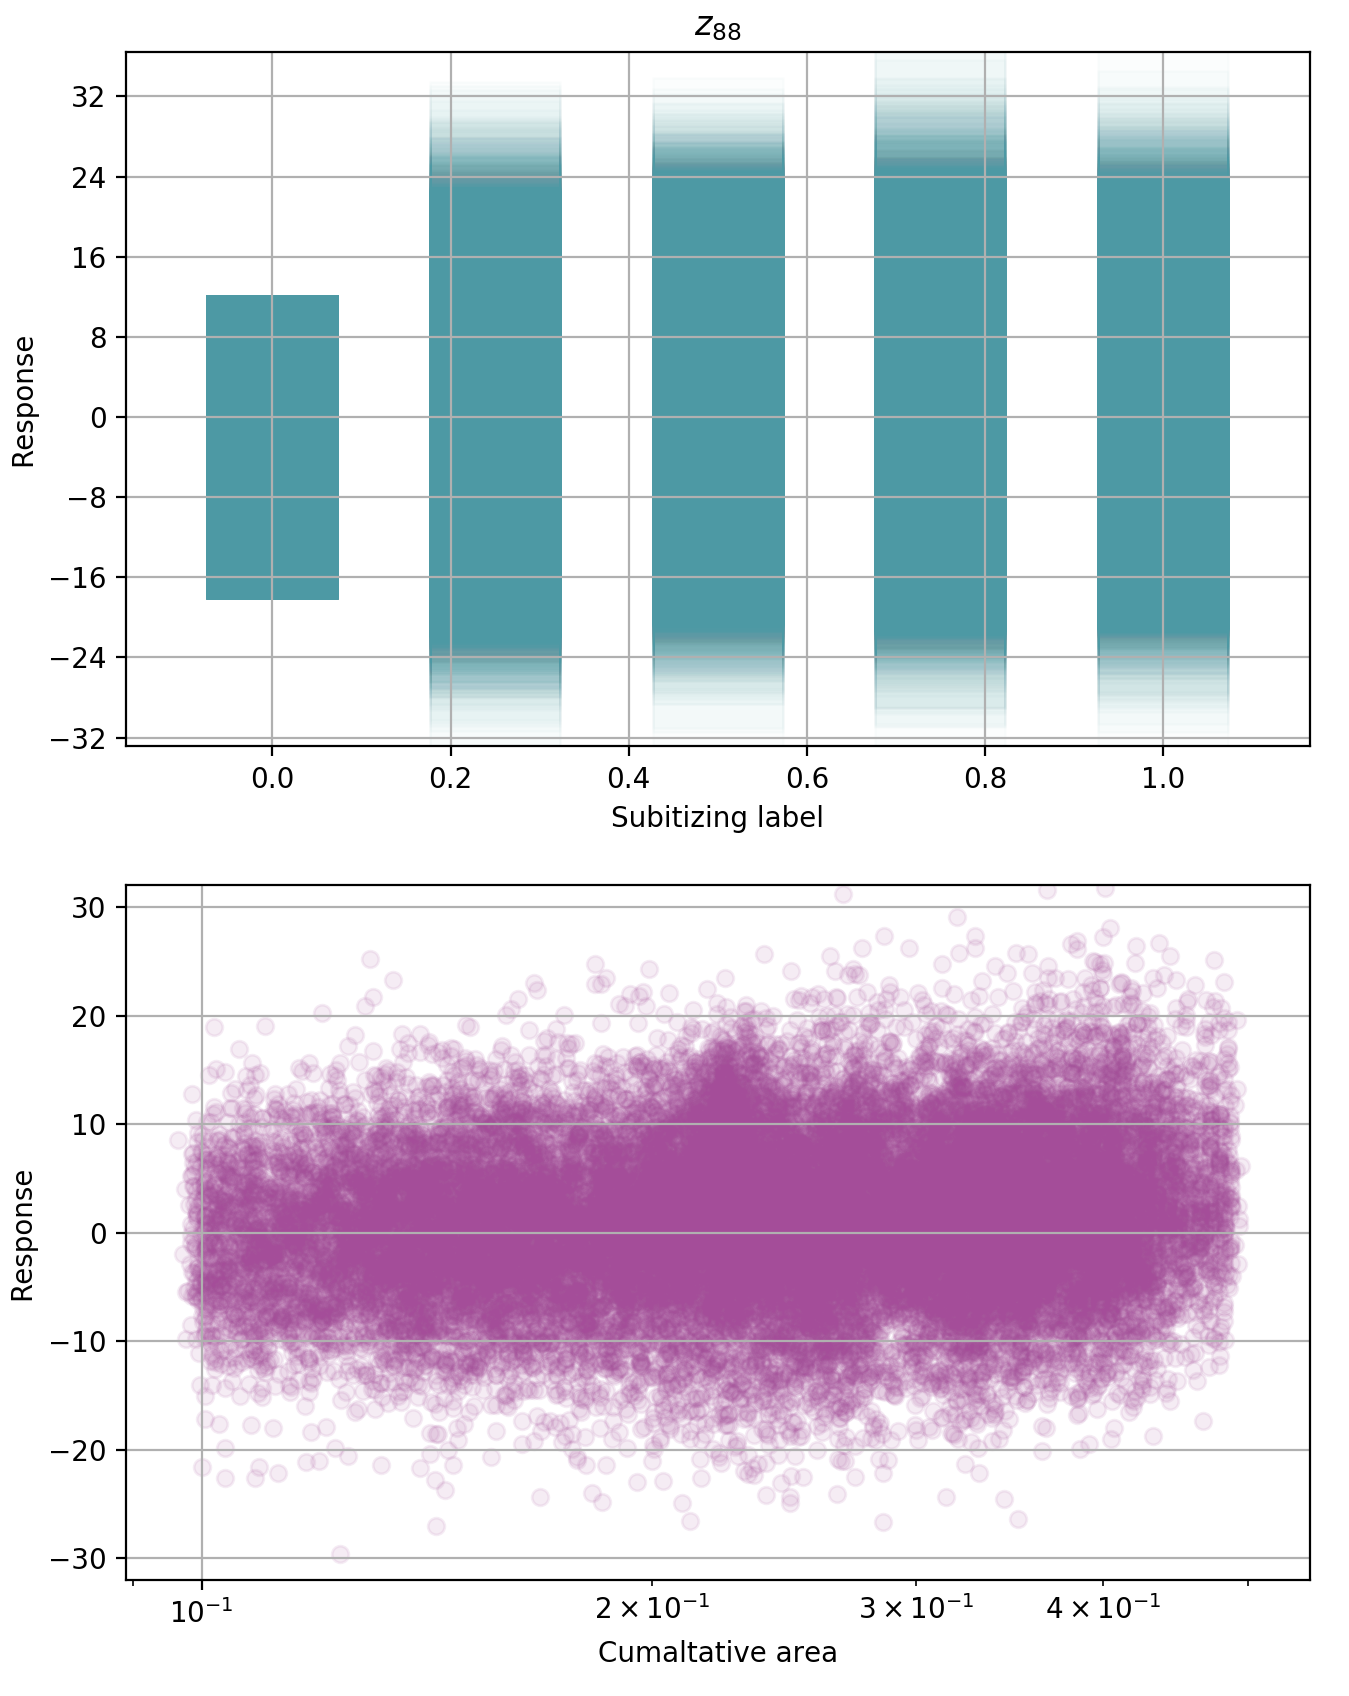 z₈₈
32
24
16
8
0
−8
−16
−24
−32
Response
0.0 0.2 0.4 0.6 0.8 1.0
Subitizing label
30
20
10
0
−10
−20
−30
Response
10⁻¹ 2 × 10⁻¹ 3 × 10⁻¹ 4 × 10⁻¹
Cumaltative area